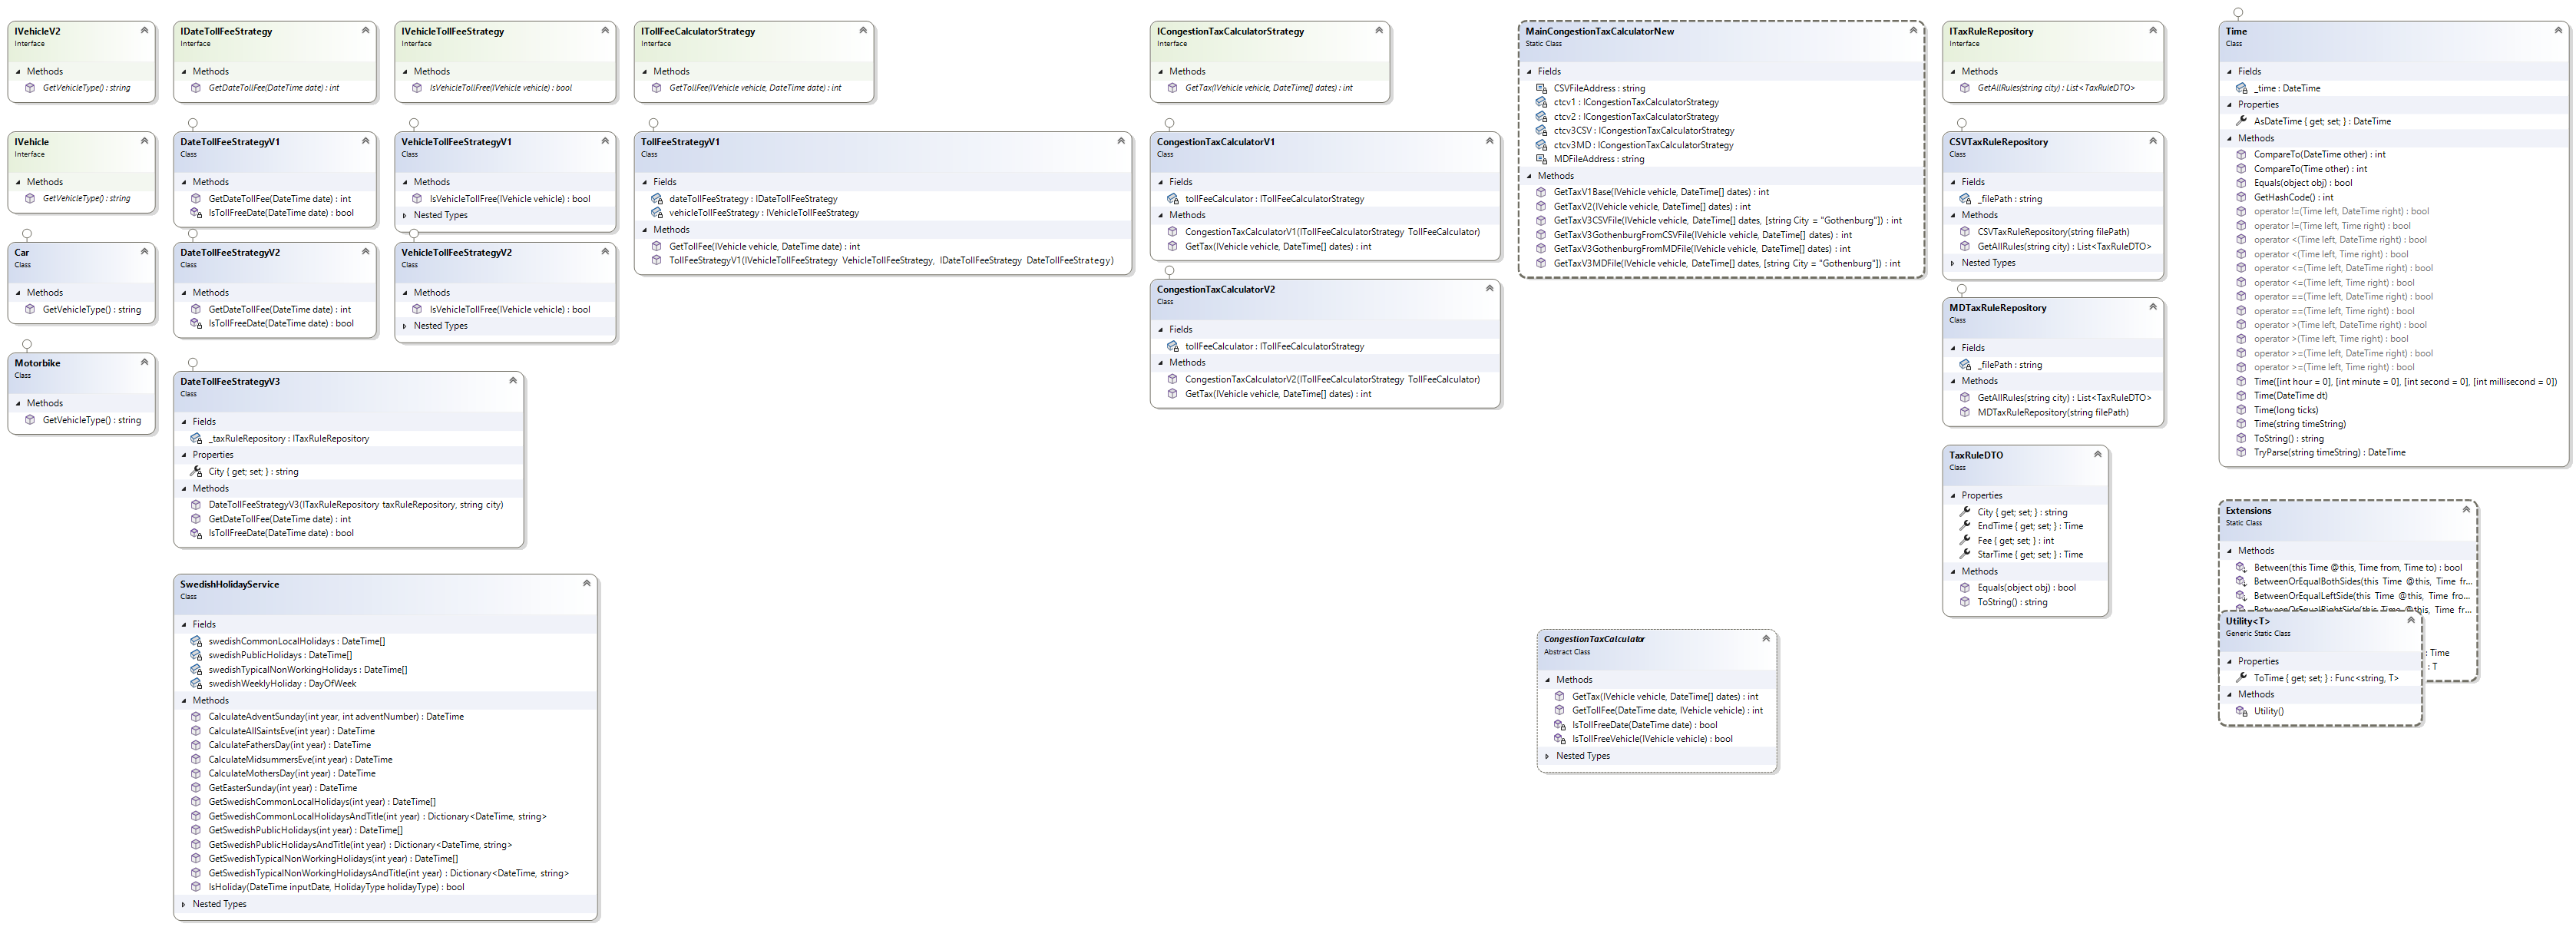 IVehicleV2
Interface
Methods
GetVehicleType() : string
IVehicle
Interface
Methods
GetVehicleType() : string
Car
Class
Methods
GetVehicleType() : string
Motorbike
Class
Methods
GetVehicleType() : string
IDateTollFeeStrategy
Interface
Methods
GetDateTollFee(DateTime date) : int
DateTollFeeStrategyV1
Class
Methods
GetDateTollFee(DateTime date) : int
IsTollFreeDate(DateTime date) : bool
DateTollFeeStrategyV2
Class
Methods
GetDateTollFee(DateTime date) : int
IsTollFreeDate(DateTime date) : bool
DateTollFeeStrategyV3
Class
Fields
_taxRuleRepository : ITaxRuleRepository
Properties
City { get; set; } : string
Methods
DateTollFeeStrategyV3(ITaxRuleRepository taxRuleRepository, string city)
GetDateTollFee(DateTime date) : int
IsTollFreeDate(DateTime date) : bool
SwedishHolidayService
Class
Fields
swedishCommonLocalHolidays : DateTime[]
swedishPublicHolidays : DateTime[]
swedishTypicalNonWorkingHolidays : DateTime[]
swedishWeeklyHoliday : DayOfWeek
Methods
CalculateAdventSunday(int year, int adventNumber) : DateTime
CalculateAllSaintsEve(int year) : DateTime
CalculateFathersDay(int year) : DateTime
CalculateMidsummersEve(int year) : DateTime
CalculateMothersDay(int year) : DateTime
GetEasterSunday(int year) : DateTime
GetSwedishCommonLocalHolidays(int year) : DateTime[]
GetSwedishCommonLocalHolidaysAndTitle(int year) : Dictionary<DateTime, string>
GetSwedishPublicHolidays(int year) : DateTime[]
GetSwedishPublicHolidaysAndTitle(int year) : Dictionary<DateTime, string>
GetSwedishTypicalNonWorkingHolidays(int year) : DateTime[]
GetSwedishTypicalNonWorkingHolidaysAndTitle(int year) : Dictionary<DateTime, string>
IsHoliday(DateTime inputDate, HolidayType holidayType) : bool
Nested Types
IVehicleTollFeeStrategy
Interface
Methods
IsVehicleTollFree(IVehicle vehicle) : bool
VehicleTollFeeStrategyV1
Class
Methods
IsVehicleTollFree(IVehicle vehicle) : bool
Nested Types
VehicleTollFeeStrategyV2
Class
Methods
IsVehicleTollFree(IVehicle vehicle) : bool
Nested Types
ITollFeeCalculatorStrategy
Interface
Methods
GetTollFee(IVehicle vehicle, DateTime date) : int
TollFeeStrategyV1
Class
Fields
dateTollFeeStrategy : IDateTollFeeStrategy
vehicleTollFeeStrategy : IVehicleTollFeeStrategy
Methods
GetTollFee(IVehicle vehicle, DateTime date) : int
TollFeeStrategyV1(IVehicleTollFeeStrategy VehicleTollFeeStrategy, IDateTollFeeStrategy DateTollFeeStrategy)
ICongestionTaxCalculatorStrategy
Interface
Methods
GetTax(IVehicle vehicle, DateTime[] dates) : int
CongestionTaxCalculatorV1
Class
Fields
tollFeeCalculator : ITollFeeCalculatorStrategy
Methods
CongestionTaxCalculatorV1(ITollFeeCalculatorStrategy TollFeeCalculator)
GetTax(IVehicle vehicle, DateTime[] dates) : int
CongestionTaxCalculatorV2
Class
Fields
tollFeeCalculator : ITollFeeCalculatorStrategy
Methods
CongestionTaxCalculatorV2(ITollFeeCalculatorStrategy TollFeeCalculator)
GetTax(IVehicle vehicle, DateTime[] dates) : int
MainCongestionTaxCalculatorNew
Static Class
Fields
CSVFileAddress : string
ctcv1 : ICongestionTaxCalculatorStrategy
ctcv2 : ICongestionTaxCalculatorStrategy
ctcv3CSV : ICongestionTaxCalculatorStrategy
ctcv3MD : ICongestionTaxCalculatorStrategy
MDFileAddress : string
Methods
GetTaxV1Base(IVehicle vehicle, DateTime[] dates) : int
GetTaxV2(IVehicle vehicle, DateTime[] dates) : int
GetTaxV3CSVFile(IVehicle vehicle, DateTime[] dates, [string City = "Gothenburg"]) : int
GetTaxV3GothenburgFromCSVFile(IVehicle vehicle, DateTime[] dates) : int
GetTaxV3GothenburgFromMDFile(IVehicle vehicle, DateTime[] dates) : int
GetTaxV3MDFile(IVehicle vehicle, DateTime[] dates, [string City = "Gothenburg"]) : int
CongestionTaxCalculator
Abstract Class
Methods
GetTax(IVehicle vehicle, DateTime[] dates) : int
GetTollFee(DateTime date, IVehicle vehicle) : int
IsTollFreeDate(DateTime date) : bool
IsTollFreeVehicle(IVehicle vehicle) : bool
Nested Types
ITaxRuleRepository
Interface
Methods
GetAllRules(string city) : List<TaxRuleDTO>
CSVTaxRuleRepository
Class
Fields
_filePath : string
Methods
CSVTaxRuleRepository(string filePath)
GetAllRules(string city) : List<TaxRuleDTO>
Nested Types
MDTaxRuleRepository
Class
Fields
_filePath : string
Methods
GetAllRules(string city) : List<TaxRuleDTO>
MDTaxRuleRepository(string filePath)
TaxRuleDTO
Class
Properties
City { get; set; } : string
EndTime { get; set; } : Time
Fee { get; set; } : int
StarTime { get; set; } : Time
Methods
Equals(object obj) : bool
ToString() : string
Time
Class
Fields
_time : DateTime
Properties
AsDateTime { get; set; } : DateTime
Methods
CompareTo(DateTime other) : int
CompareTo(Time other) : int
Equals(object obj) : bool
GetHashCode() : int
operator !=(Time left, DateTime right) : bool
operator !=(Time left, Time right) : bool
operator <(Time left, DateTime right) : bool
operator <(Time left, Time right) : bool
operator <=(Time left, DateTime right) : bool
operator <=(Time left, Time right) : bool
operator ==(Time left, DateTime right) : bool
operator ==(Time left, Time right) : bool
operator >(Time left, DateTime right) : bool
operator >(Time left, Time right) : bool
operator >=(Time left, DateTime right) : bool
operator >=(Time left, Time right) : bool
Time([int hour = 0], [int minute = 0], [int second = 0], [int millisecond = 0])
Time(DateTime dt)
Time(long ticks)
Time(string timeString)
ToString() : string
TryParse(string timeString) : DateTime
Extensions
Static Class
Methods
Between(this Time @this, Time from, Time to) : bool
BetweenOrEqualBothSides(this Time @this, Time fr...
BetweenOrEqualLeftSide(this Time @this, Time fro...
BetweenOrEqualRightSide(this Time @this, Time fr...
: Time
: T
Utility<T>
Generic Static Class
Properties
ToTime { get; set; } : Func<string, T>
Methods
Utility()